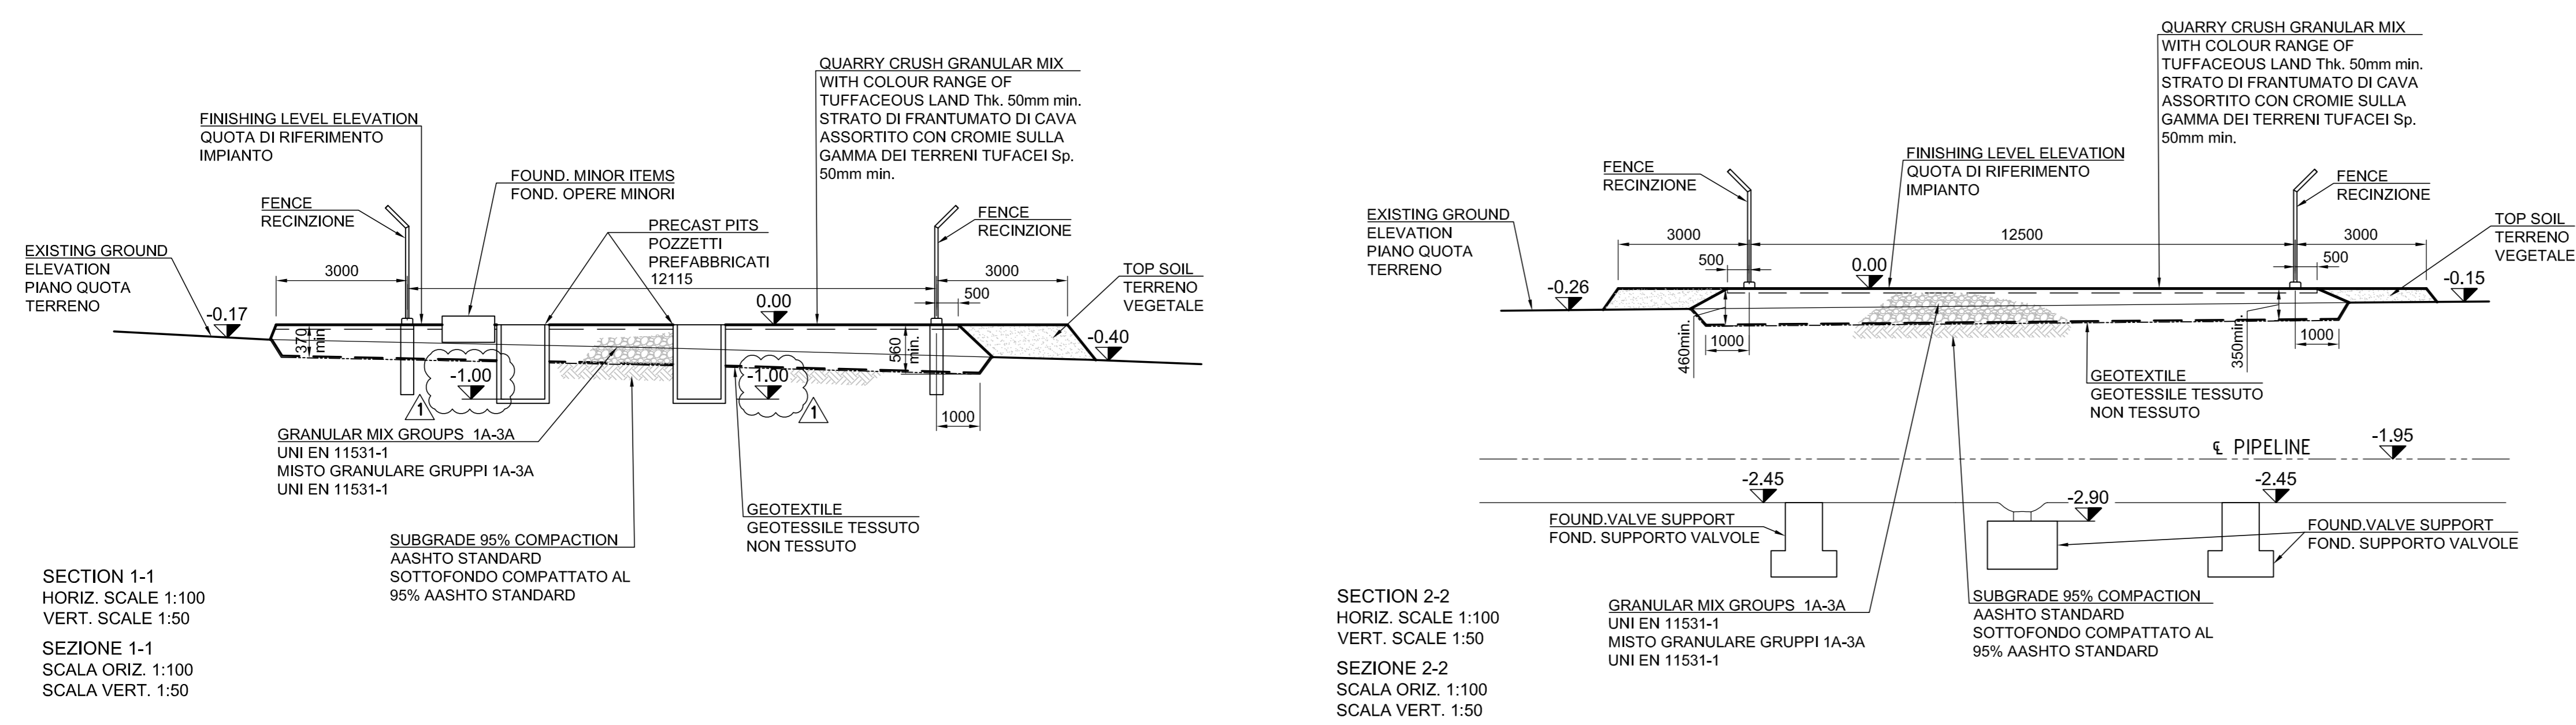 QUARRY CRUSH GRANULAR MIX
WITH COLOUR RANGE OF
TUFFACEOUS LAND Thk. 50mm min.
STRATO DI FRANTUMATO DI CAVA
ASSORTITO CON CROMIE SULLA
GAMMA DEI TERRENI TUFACEI Sp.
50mm min.
FINISHING LEVEL ELEVATION
QUOTA DI RIFERIMENTO
IMPIANTO
FOUND. MINOR ITEMS
FOND. OPERE MINORI
FENCE
RECINZIONE
PRECAST PITS
POZZETTI
PREFABBRICATI
12115
FENCE
RECINZIONE
EXISTING GROUND
ELEVATION
PIANO QUOTA
TERRENO
3000
3000
500
TOP SOIL
TERRENO
VEGETALE
-0.17
0.00
-0.40
370
min
560
min.
-1.00
-1.00
1
1
1000
GRANULAR MIX GROUPS 1A-3A
UNI EN 11531-1
MISTO GRANULARE GRUPPI 1A-3A
UNI EN 11531-1
GEOTEXTILE
GEOTESSILE TESSUTO
NON TESSUTO
SUBGRADE 95% COMPACTION
AASHTO STANDARD
SOTTOFONDO COMPATTATO AL
95% AASHTO STANDARD
SECTION 1-1
HORIZ. SCALE 1:100
VERT. SCALE 1:50
SEZIONE 1-1
SCALA ORIZ. 1:100
SCALA VERT. 1:50
QUARRY CRUSH GRANULAR MIX
WITH COLOUR RANGE OF
TUFFACEOUS LAND Thk. 50mm min.
STRATO DI FRANTUMATO DI CAVA
ASSORTITO CON CROMIE SULLA
GAMMA DEI TERRENI TUFACEI Sp.
50mm min.
FINISHING LEVEL ELEVATION
QUOTA DI RIFERIMENTO
IMPIANTO
FENCE
RECINZIONE
FENCE
RECINZIONE
EXISTING GROUND
ELEVATION
PIANO QUOTA
TERRENO
TOP SOIL
TERRENO
VEGETALE
3000
12500
3000
500
500
-0.26
0.00
-0.15
460min.
1000
350min.
1000
GEOTEXTILE
GEOTESSILE TESSUTO
NON TESSUTO
℄ PIPELINE
-1.95
-2.45
-2.90
-2.45
FOUND.VALVE SUPPORT
FOND. SUPPORTO VALVOLE
FOUND.VALVE SUPPORT
FOND. SUPPORTO VALVOLE
GRANULAR MIX GROUPS 1A-3A
UNI EN 11531-1
MISTO GRANULARE GRUPPI 1A-3A
UNI EN 11531-1
SUBGRADE 95% COMPACTION
AASHTO STANDARD
SOTTOFONDO COMPATTATO AL
95% AASHTO STANDARD
SECTION 2-2
HORIZ. SCALE 1:100
VERT. SCALE 1:50
SEZIONE 2-2
SCALA ORIZ. 1:100
SCALA VERT. 1:50